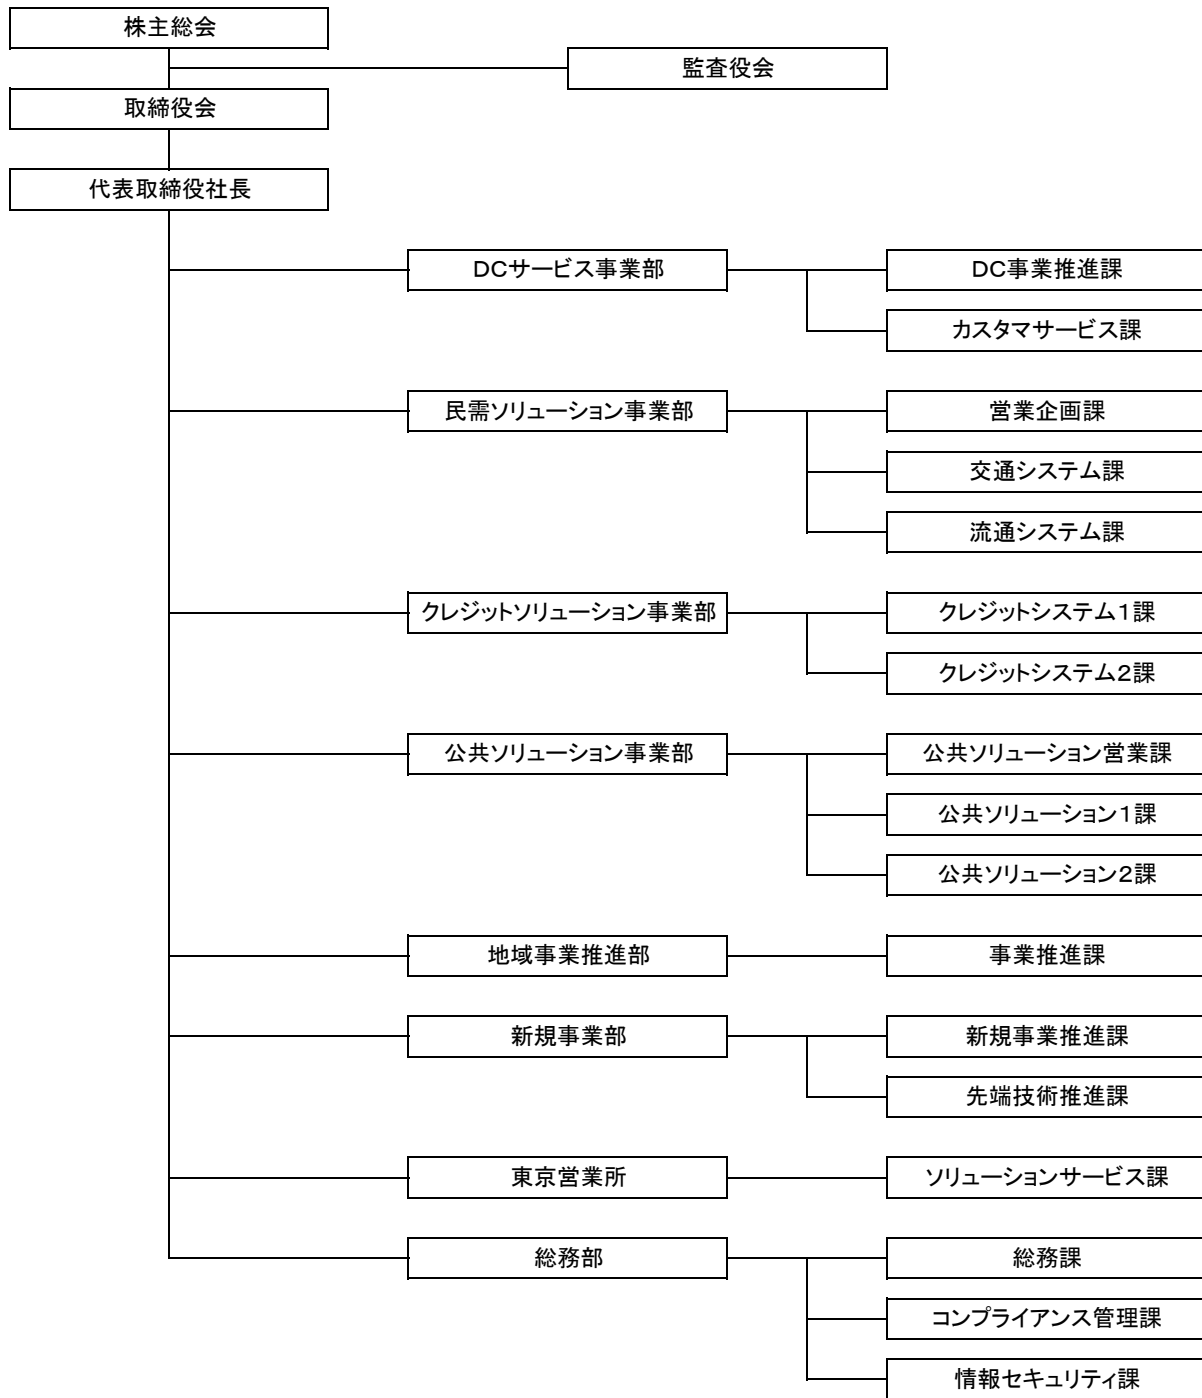 株主総会
監査役会
取締役会
代表取締役社長
DCサービス事業部
DC事業推進課
カスタマサービス課
民需ソリューション事業部
営業企画課
交通システム課
流通システム課
クレジットソリューション事業部
クレジットシステム1課
クレジットシステム2課
公共ソリューション事業部
公共ソリューション営業課
公共ソリューション1課
公共ソリューション2課
地域事業推進部
事業推進課
新規事業部
新規事業推進課
先端技術推進課
東京営業所
ソリューションサービス課
総務部
総務課
コンプライアンス管理課
情報セキュリティ課